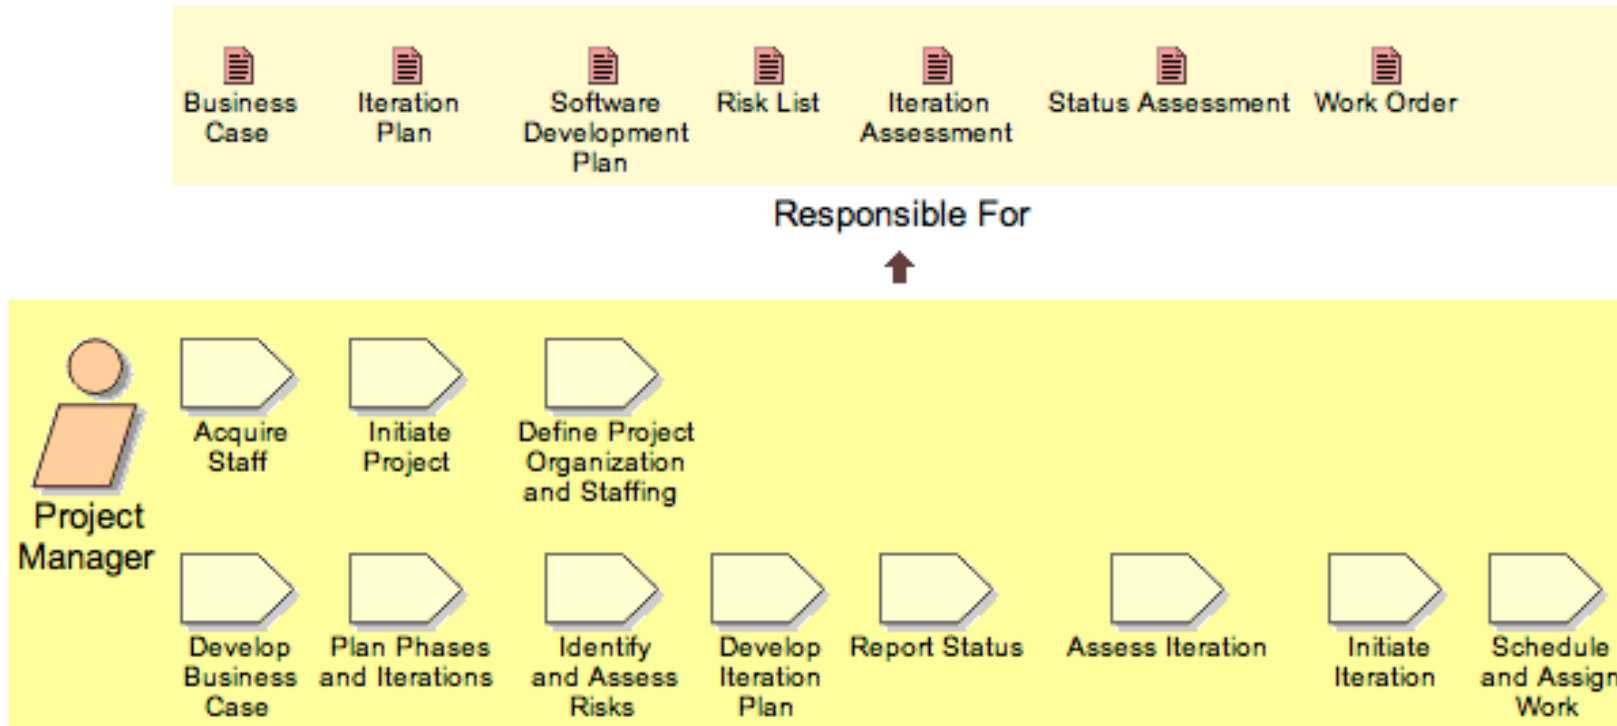 Business
Case
Iteration
Plan
Software
Development
Plan
Risk List
Iteration
Assessment
Status Assessment
Work Order
Responsible For
Project
Manager
Acquire
Staff
Initiate
Project
Define Project
Organization
and Staffing
Develop
Business
Case
Plan Phases
and Iterations
Identify
and Assess
Risks
Develop
Iteration
Plan
Report Status
Assess Iteration
Initiate
Iteration
Schedule
and Assign
Work